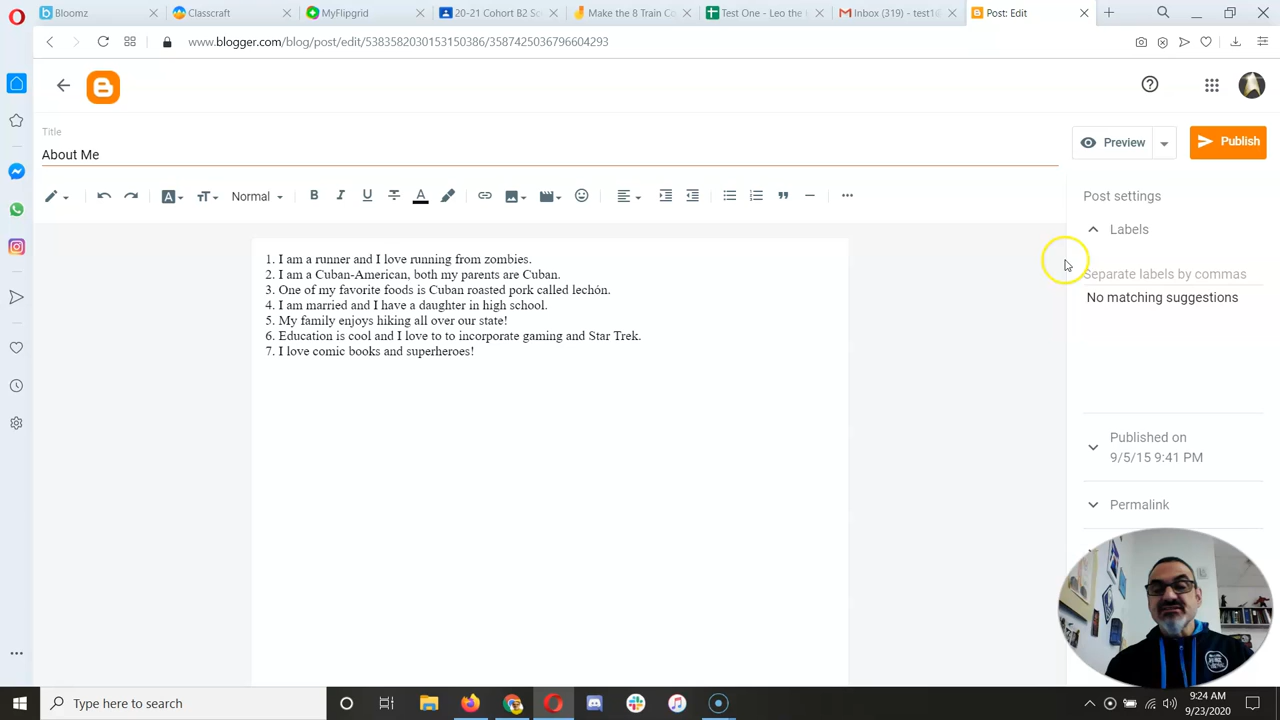 Bloomz
Classcraft
MyFlipgrid
20-21 Cohort B2 Sc
Make the 8 Train Co
Test One - Leo the
Inbox (319) - test1
Post: Edit
www.blogger.com/blog/post/edit/5383582030153150386/3587425036796604293
Title
About Me
Preview
Publish
Normal
Post settings
Labels
Separate labels by commas
No matching suggestions
1. I am a runner and I love running from zombies.
2. I am a Cuban-American, both my parents are Cuban.
3. One of my favorite foods is Cuban roasted pork called lechón.
4. I am married and I have a daughter in high school.
5. My family enjoys hiking all over our state!
6. Education is cool and I love to to incorporate gaming and Star Trek.
7. I love comic books and superheroes!
Published on
9/5/15 9:41 PM
Permalink
Type here to search
9:24 AM
9/23/2020